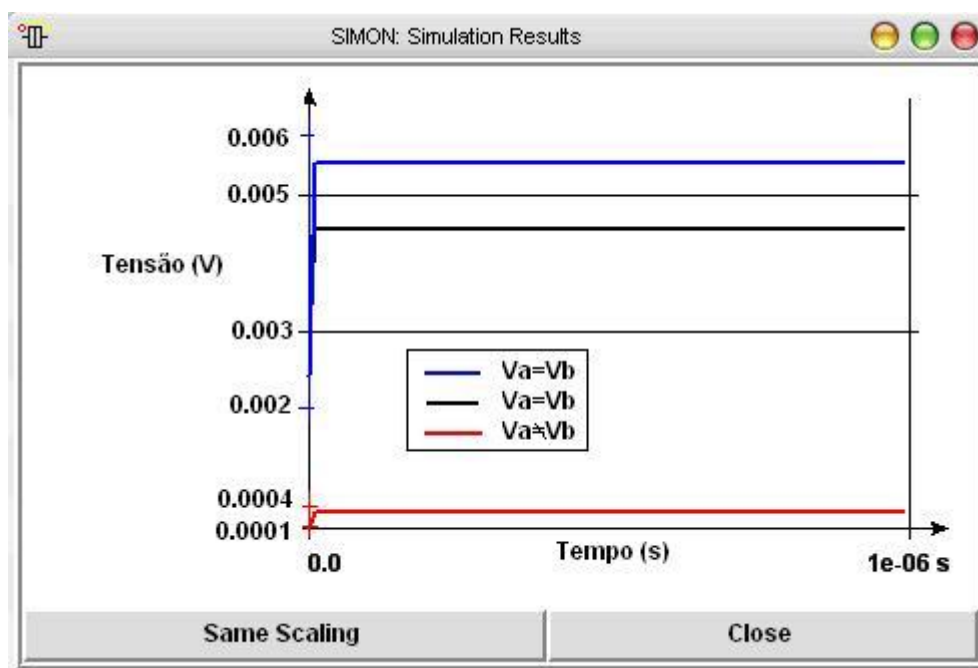 SIMON: Simulation Results
0.006
0.005
Tensão (V)
0.003
Va=Vb
0.002
Va=Vb
Va≒Vb
0.0004
0.0001
0.0
Tempo (s)
1e-06 s
Same Scaling
Close